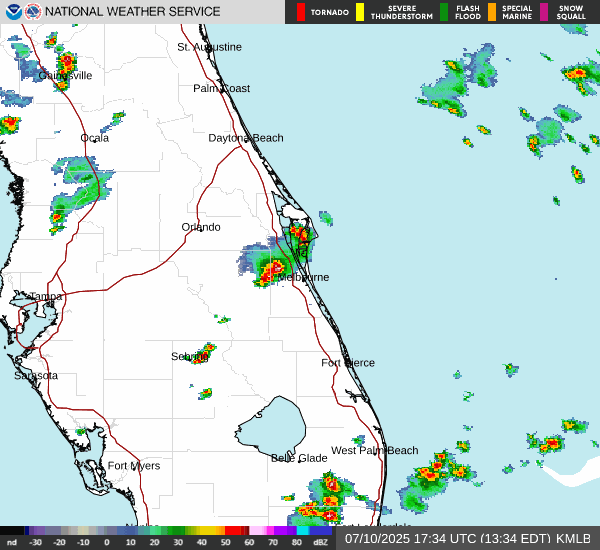 NATIONAL WEATHER SERVICE
TORNADO
SEVERE THUNDERSTORM
FLASH FLOOD
SPECIAL MARINE
SNOW SQUALL
St. Augustine
Gainesville
Palm Coast
Ocala
Daytona Beach
Orlando
Melbourne
Tampa
Sebring
Fort Pierce
Sarasota
West Palm Beach
Belle Glade
Fort Myers
nd -30 -20 -10 0 10 20 30 40 50 60 70 80 dBZ
07/10/2025 17:34 UTC (13:34 EDT) KMLB